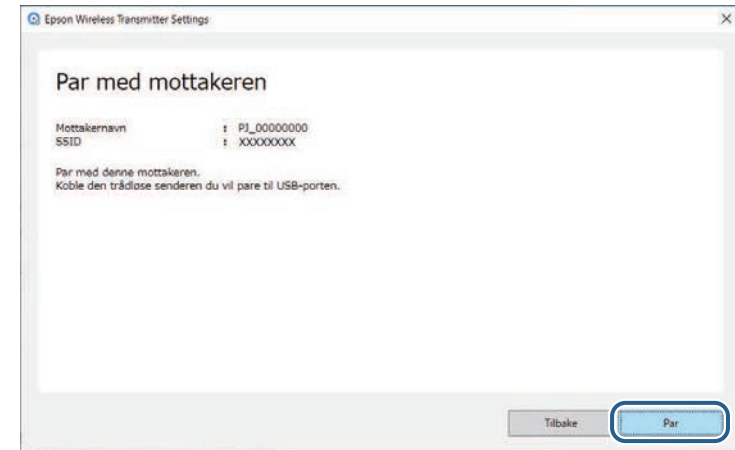 Epson Wireless Transmitter Settings
Par med mottakeren
Mottakernavn : PJ_00000000
SSID : XXXXXXXX
Par med denne mottakeren.
Koble den trådløse senderen du vil pare til USB-porten.
Tilbake Par